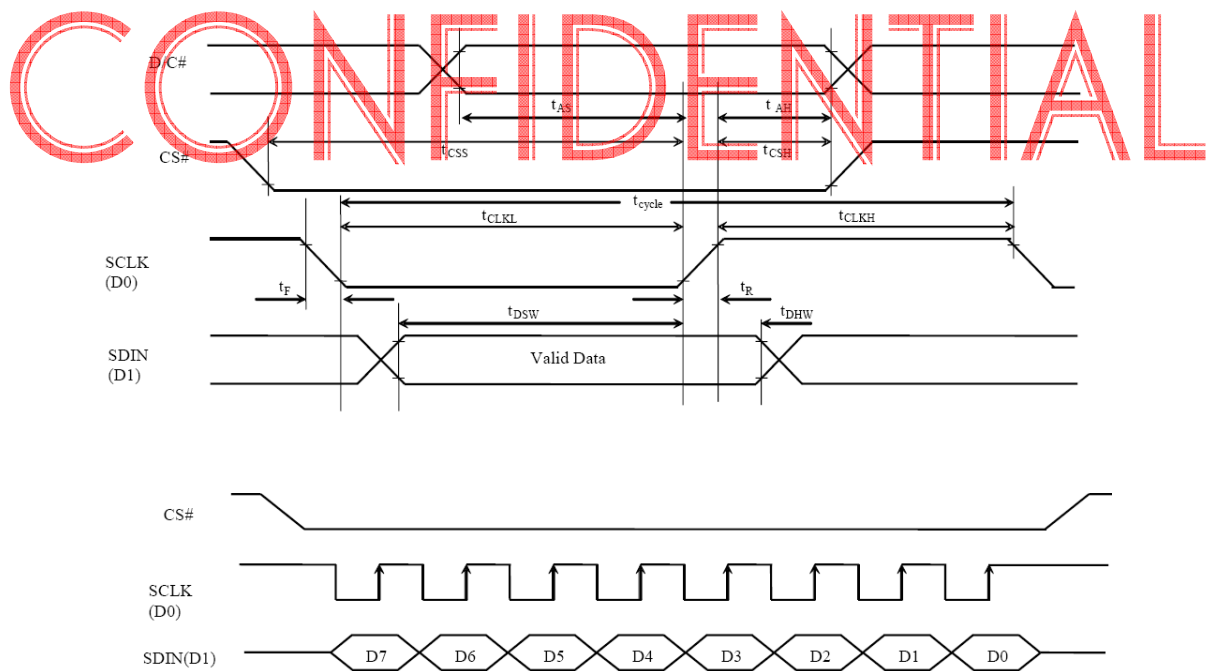 CONFIDENTIAL
D/C#
tAS
tAH
CS#
tCSS
tCSH
tcycle
tCLKL
tCLKH
SCLK
(D0)
tF
tR
tDSW
tDHW
SDIN
(D1)
Valid Data
CS#
SCLK
(D0)
SDIN(D1)
D7 D6 D5 D4 D3 D2 D1 D0